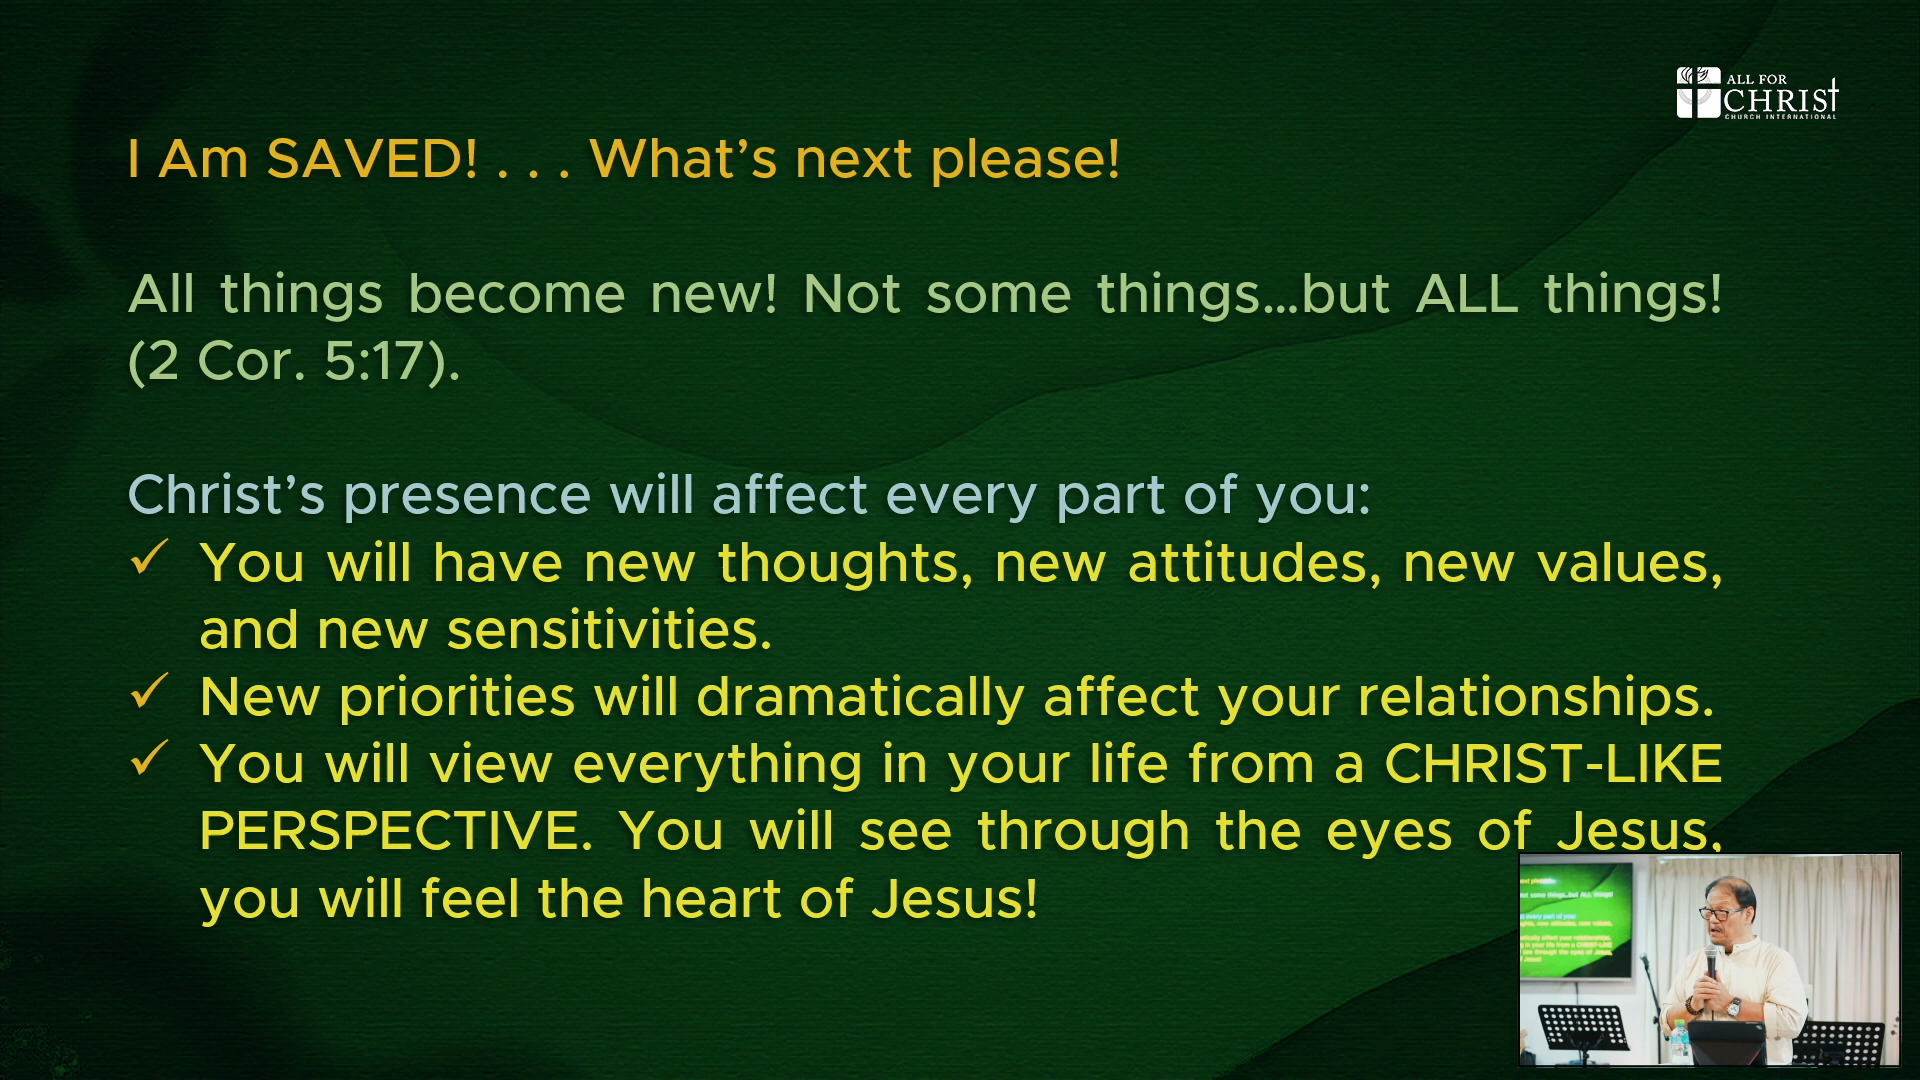 ALL FOR
CHRIST
CHURCH INTERNATIONAL
I Am SAVED! . . . What’s next please!
All things become new! Not some things...but ALL things!
(2 Cor. 5:17).
Christ’s presence will affect every part of you:
✓ You will have new thoughts, new attitudes, new values,
and new sensitivities.
✓ New priorities will dramatically affect your relationships.
✓ You will view everything in your life from a CHRIST-LIKE
PERSPECTIVE. You will see through the eyes of Jesus,
you will feel the heart of Jesus!